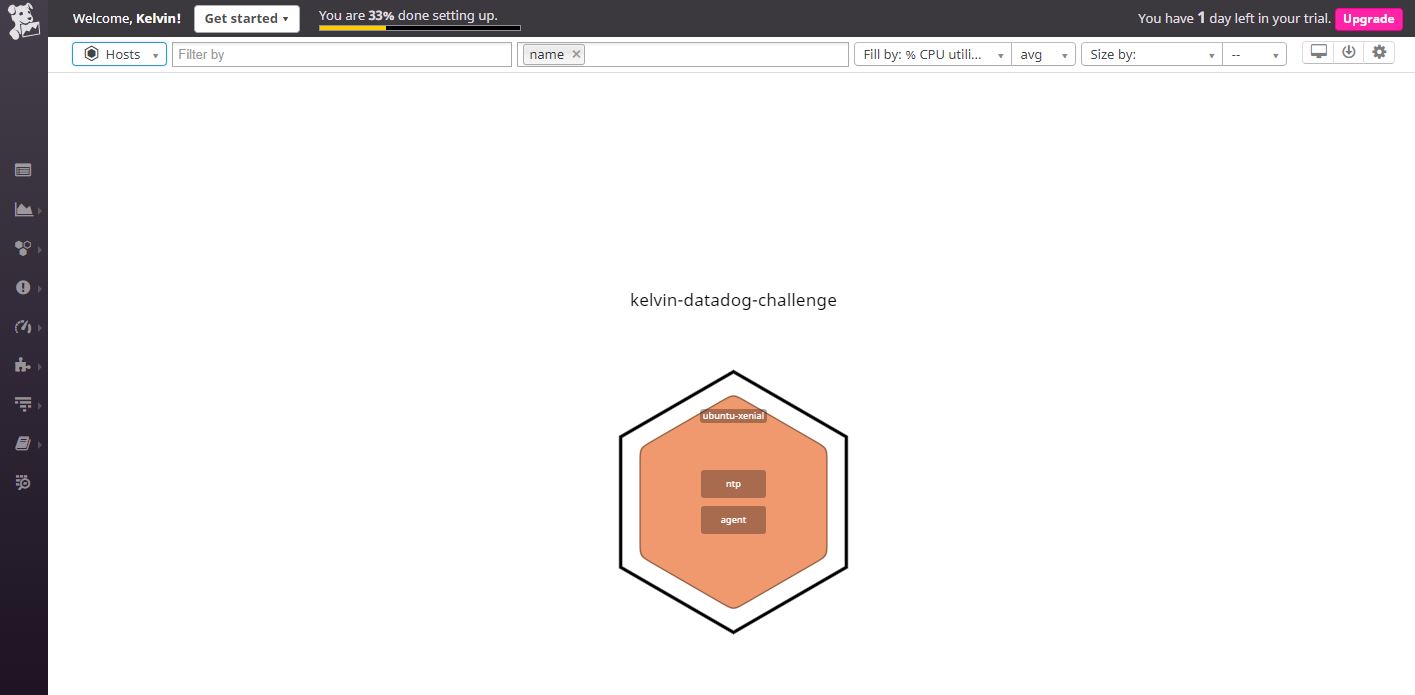 Welcome, Kelvin!
Get started
You are 33% done setting up.
You have 1 day left in your trial.
Upgrade
Hosts
Filter by
name ×
Fill by: % CPU utili...
avg
Size by:
--
kelvin-datadog-challenge
ubuntu-xenial
ntp
agent